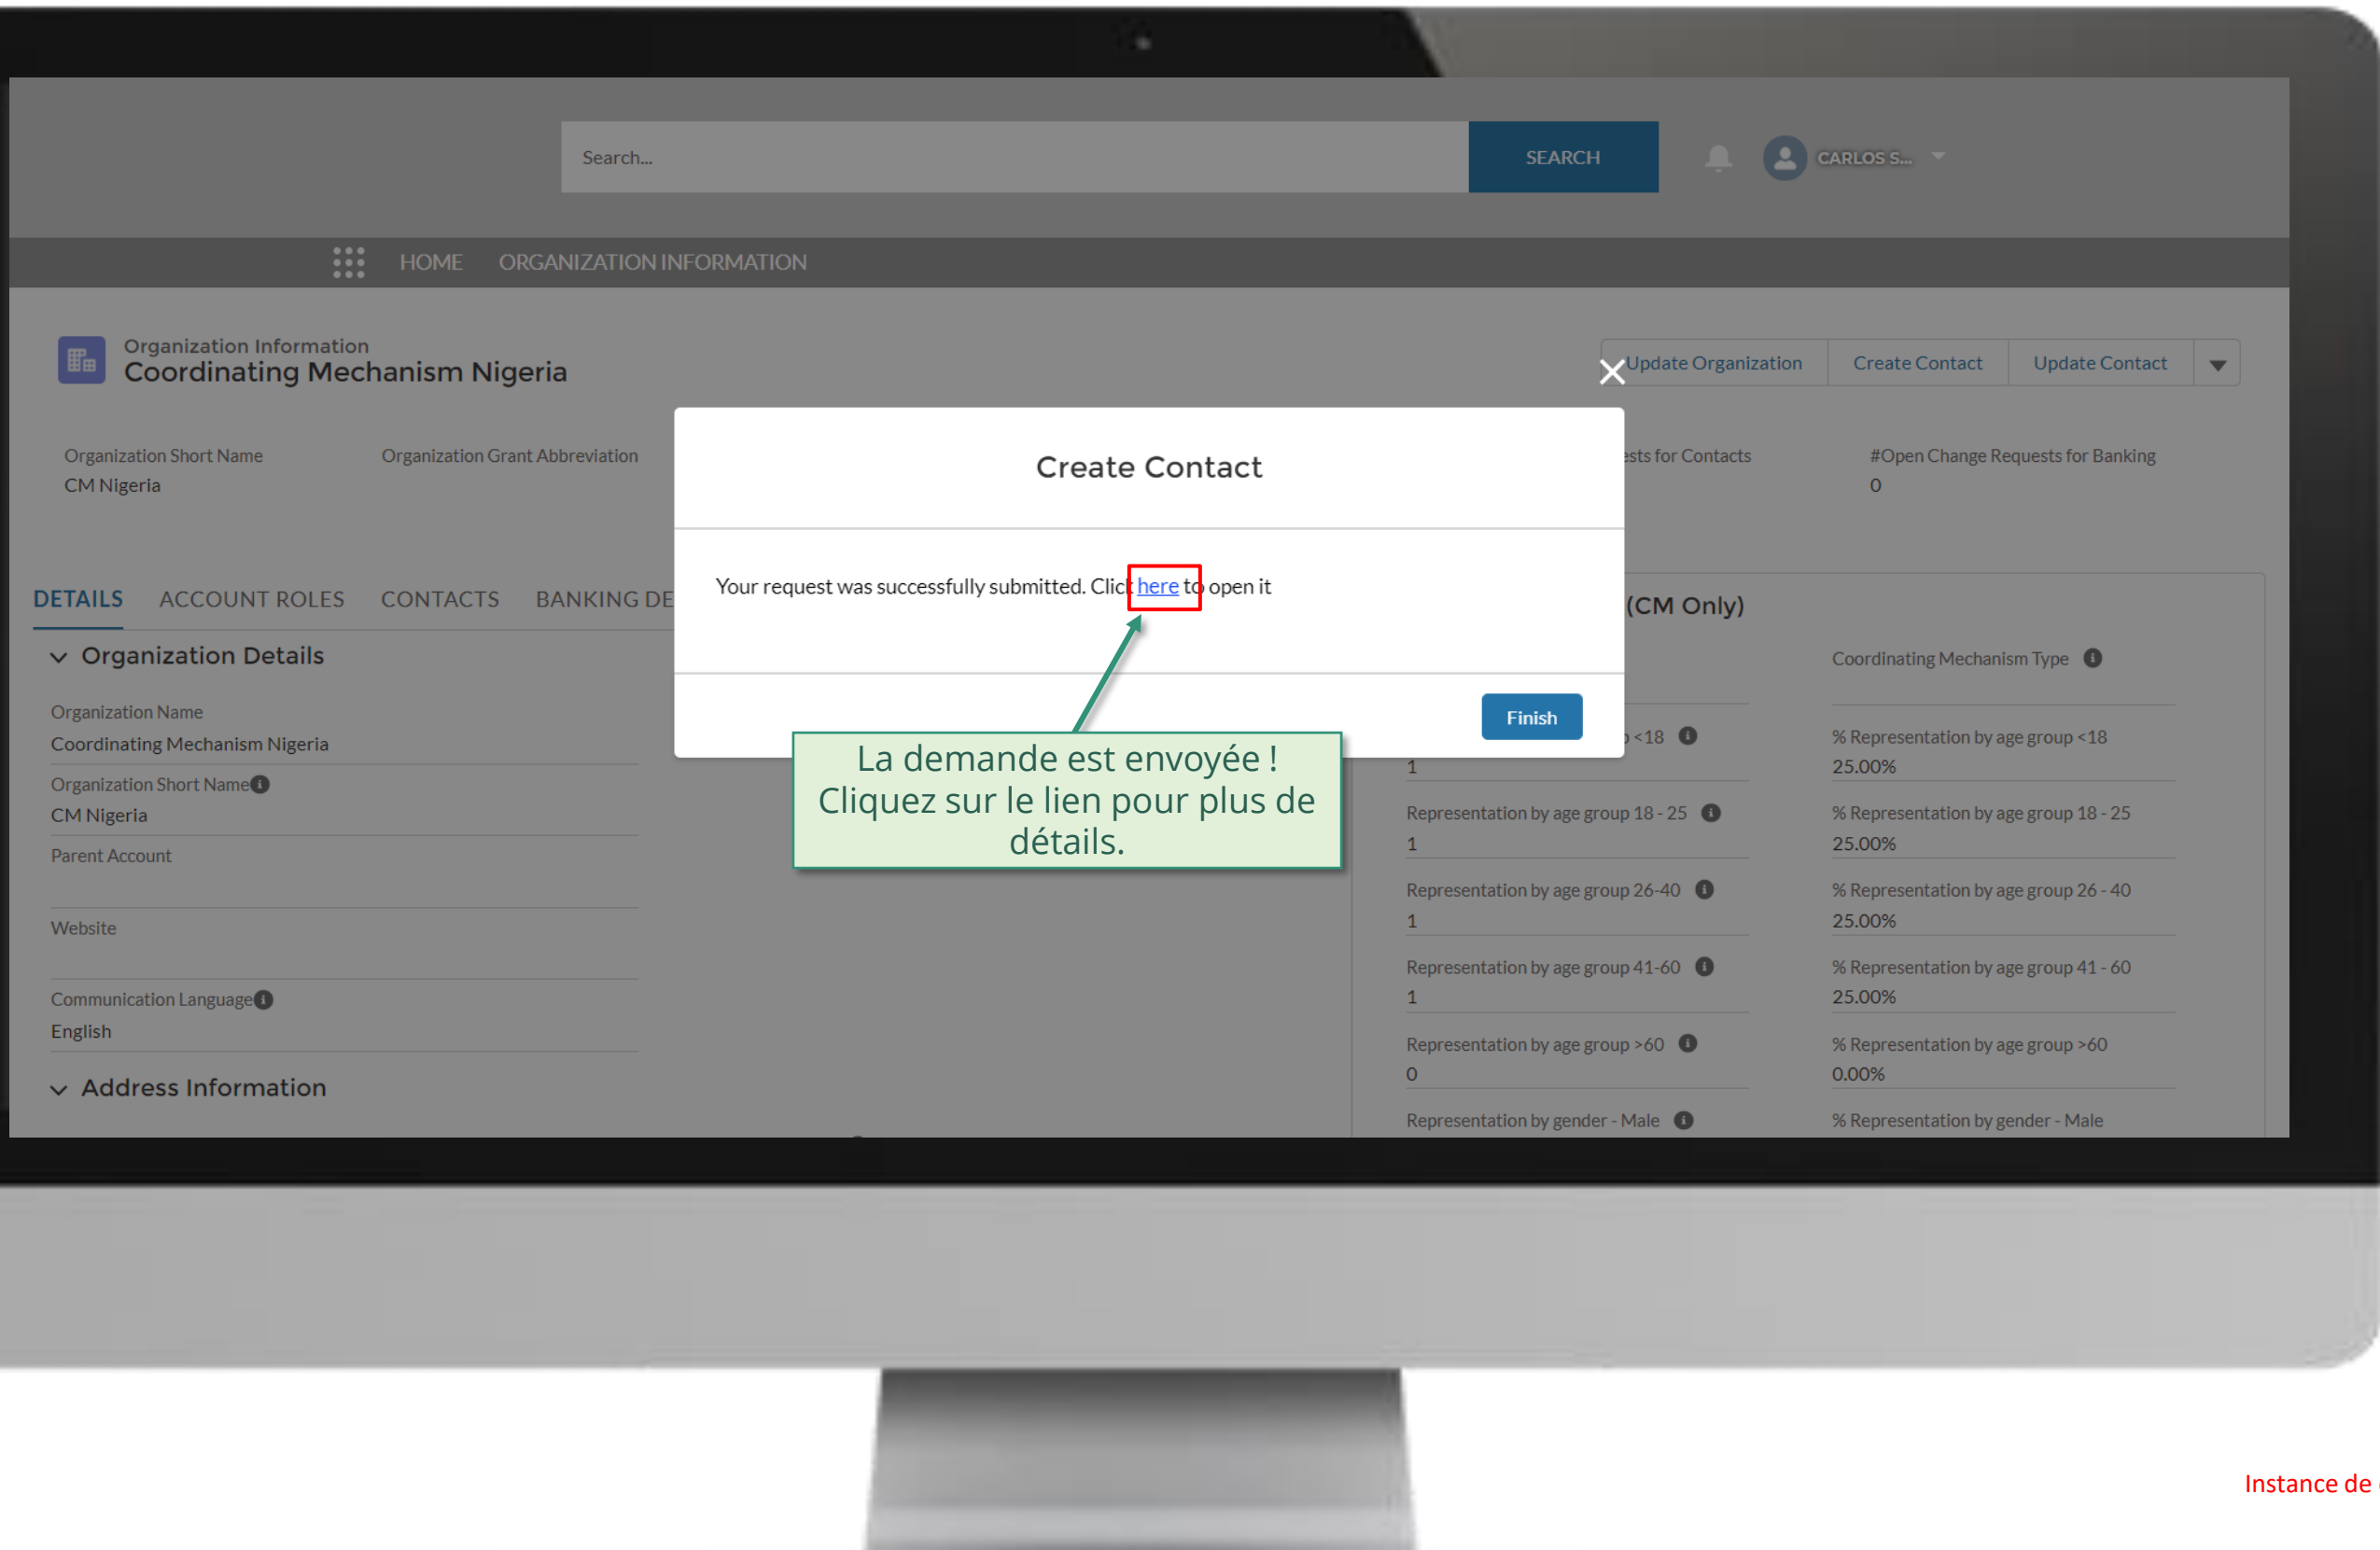 Search...
SEARCH
CARLOS S...
HOME
ORGANIZATION INFORMATION
Organization Information
Coordinating Mechanism Nigeria
Update Organization
Create Contact
Update Contact
Organization Short Name
CM Nigeria
Organization Grant Abbreviation
for Contacts
#Open Change Requests for Banking
0
Create Contact
Your request was successfully submitted. Click here to open it
Finish
La demande est envoyée !
Cliquez sur le lien pour plus de
détails.
DETAILS
ACCOUNT ROLES
CONTACTS
BANKING DE
Organization Details
Organization Name
Coordinating Mechanism Nigeria
Organization Short Name
CM Nigeria
Parent Account
Website
Communication Language
English
Address Information
(CM Only)
Coordinating Mechanism Type
<18
1
% Representation by age group <18
25.00%
Representation by age group 18 - 25
1
% Representation by age group 18 - 25
25.00%
Representation by age group 26-40
1
% Representation by age group 26 - 40
25.00%
Representation by age group 41-60
1
% Representation by age group 41 - 60
25.00%
Representation by age group >60
0
% Representation by age group >60
0.00%
Representation by gender - Male
% Representation by gender - Male
Instance de